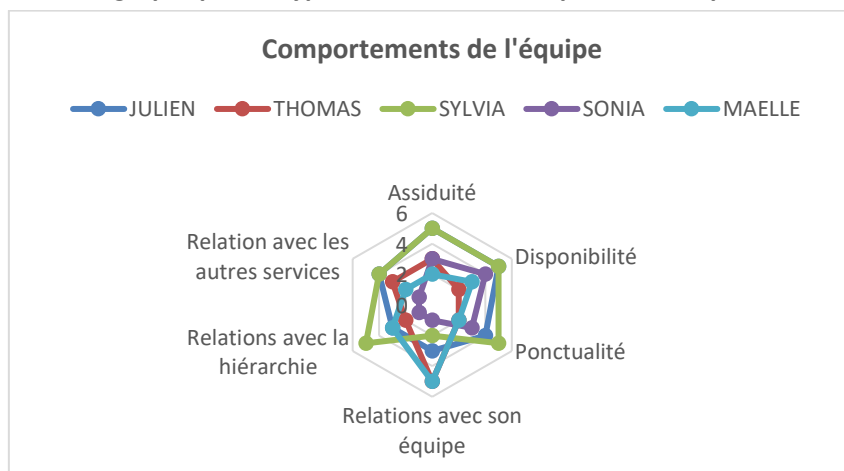 Comportements de l'équipe
JULIEN THOMAS SYLVIA SONIA MAELLE
Assiduité
6
4
2
0
Relation avec les
autres services
Disponibilité
Relations avec la
hiérarchie
Ponctualité
Relations avec son
équipe